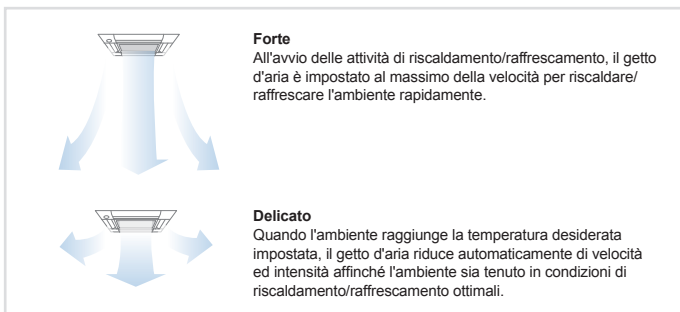 Forte
All'avvio delle attività di riscaldamento/raffrescamento, il getto
d'aria è impostato al massimo della velocità per riscaldare/
raffrescare l'ambiente rapidamente.
Delicato
Quando l'ambiente raggiunge la temperatura desiderata
impostata, il getto d'aria riduce automaticamente di velocità
ed intensità affinché l'ambiente sia tenuto in condizioni di
riscaldamento/raffrescamento ottimali.